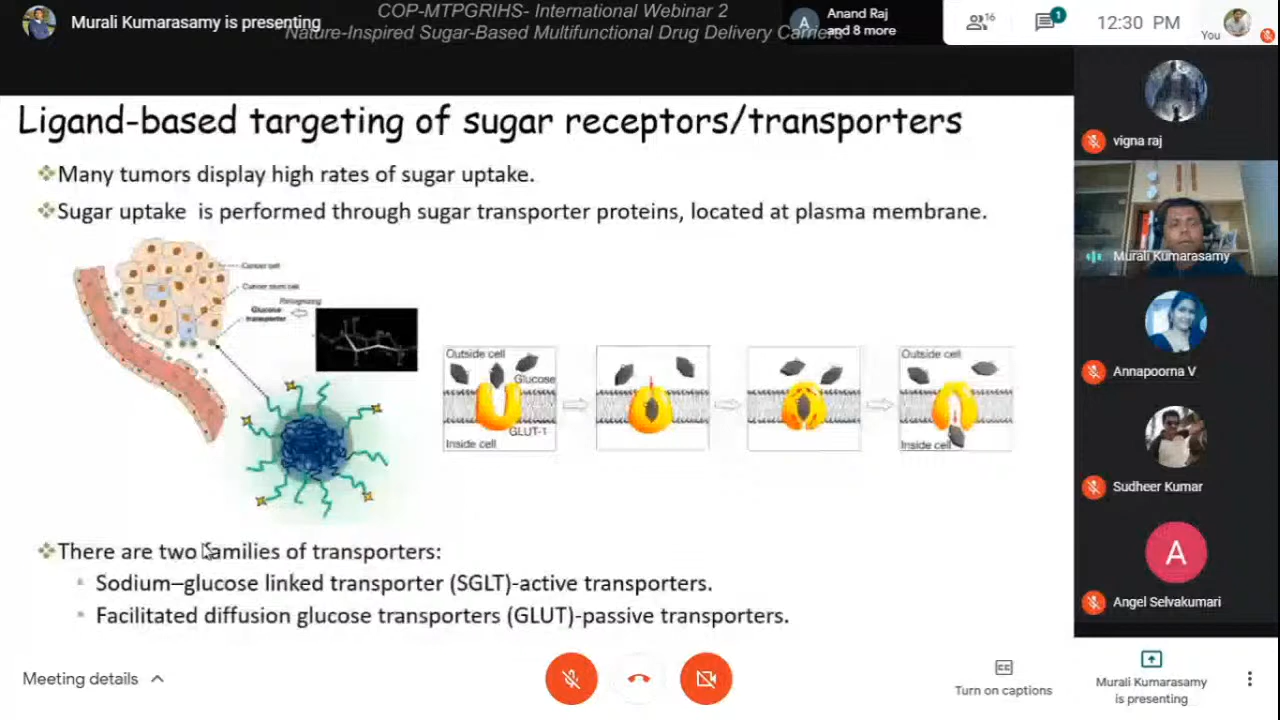 Murali Kumarasamy is presenting
COP-MTPGRIHS- International Webinar 2
Nature-Inspired Sugar-Based Multifunctional Drug Delivery Carriers
A
Anand Raj
and 8 more
16
1
12:30 PM
You
Ligand-based targeting of sugar receptors/transporters
Many tumors display high rates of sugar uptake.
Sugar uptake is performed through sugar transporter proteins, located at plasma membrane.
Cancer cell
Cancer stem cell
Recognizing
Glucose
transporter
Outside cell
Glucose
GLUT-1
Inside cell
Outside cell
Inside cell
There are two families of transporters:
Sodium–glucose linked transporter (SGLT)-active transporters.
Facilitated diffusion glucose transporters (GLUT)-passive transporters.
vigna raj
Murali Kumarasamy
Annapoorna V
Sudheer Kumar
A
Angel Selvakumari
Meeting details
CC
Turn on captions
Murali Kumarasamy
is presenting